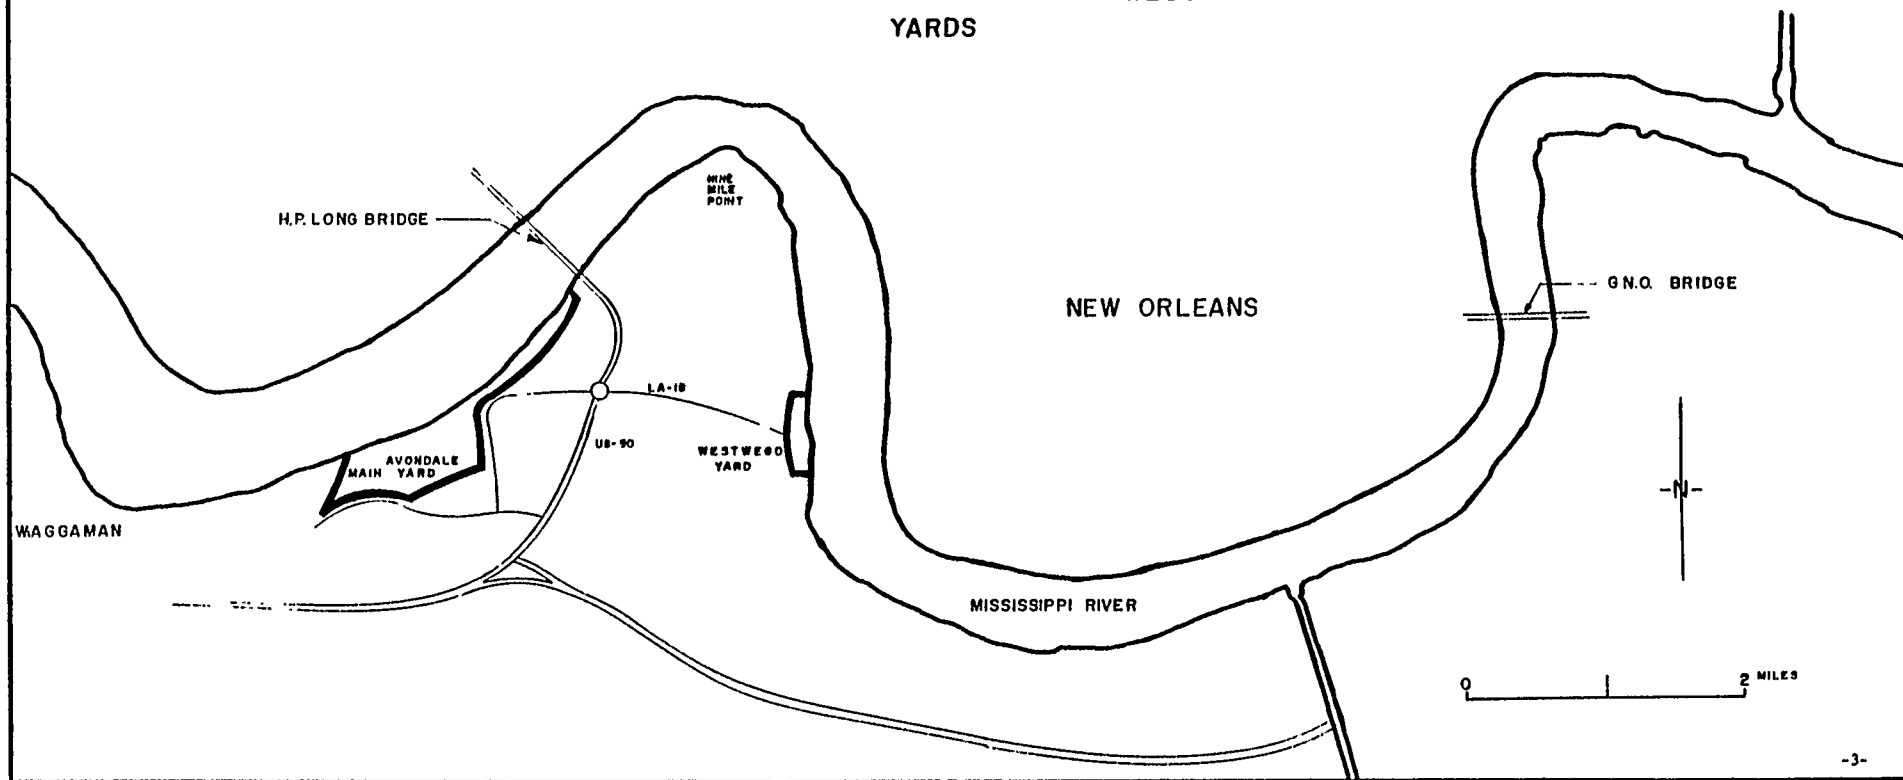 YARDS
NINE
MILE
POINT
H.P. LONG BRIDGE
G.N.O. BRIDGE
NEW ORLEANS
LA-18
US-90
WESTWEGO
YARD
AVONDALE
MAIN YARD
-N-
WAGGAMAN
MISSISSIPPI RIVER
0 2 MILES
-3-